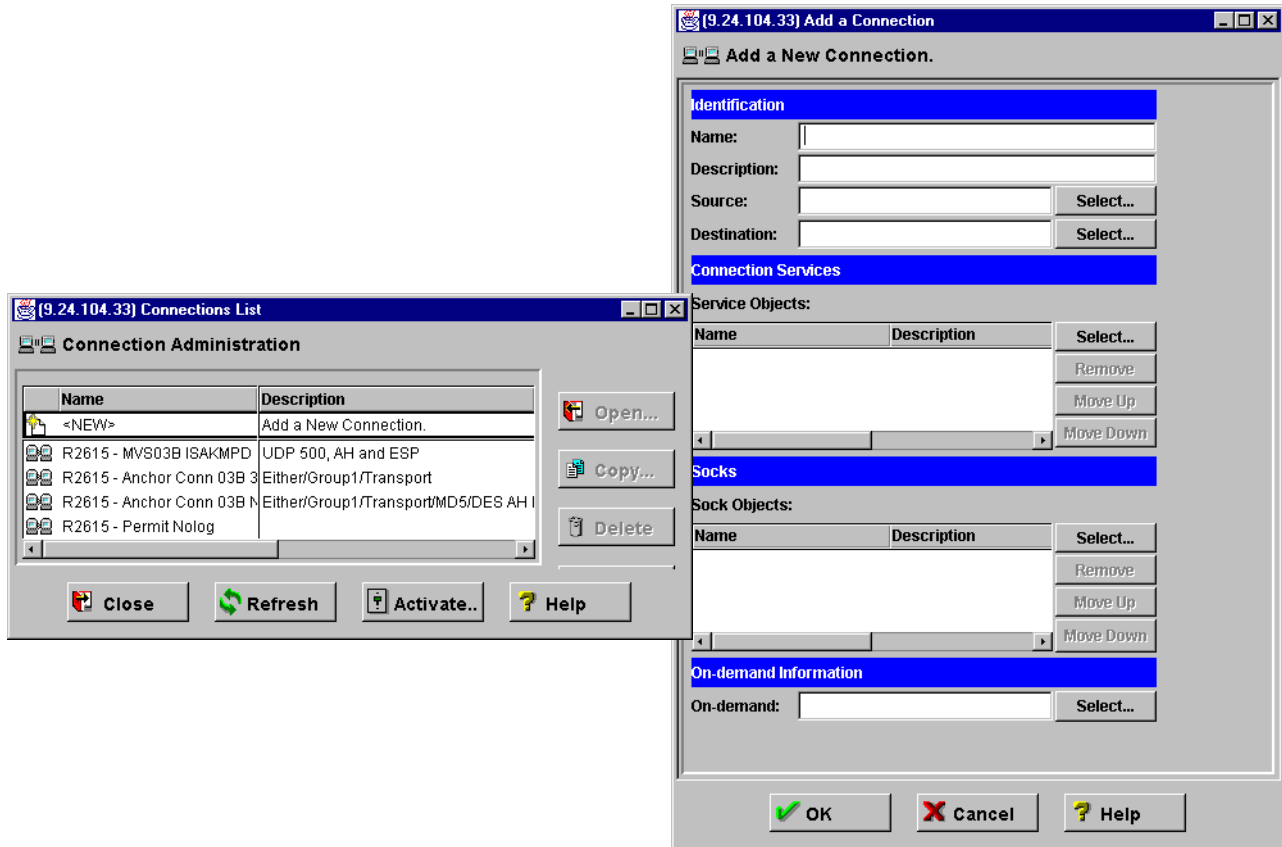 (9.24.104.33) Connections List
Connection Administration
Name Description
<NEW> Add a New Connection.
R2615 - MVS03B ISAKMPD UDP 500, AH and ESP
R2615 - Anchor Conn 03B 3 Either/Group1/Transport
R2615 - Anchor Conn 03B N Either/Group1/Transport/MD5/DES AH
R2615 - Permit Nolog
Open...
Copy...
Delete
Close Refresh Activate.. Help
(9.24.104.33) Add a Connection
Add a New Connection.
Identification
Name:
Description:
Source: Select...
Destination: Select...
Connection Services
Service Objects:
Name Description Select...
Remove
Move Up
Move Down
Socks
Sock Objects:
Name Description Select...
Remove
Move Up
Move Down
On-demand Information
On-demand: Select...
OK Cancel Help